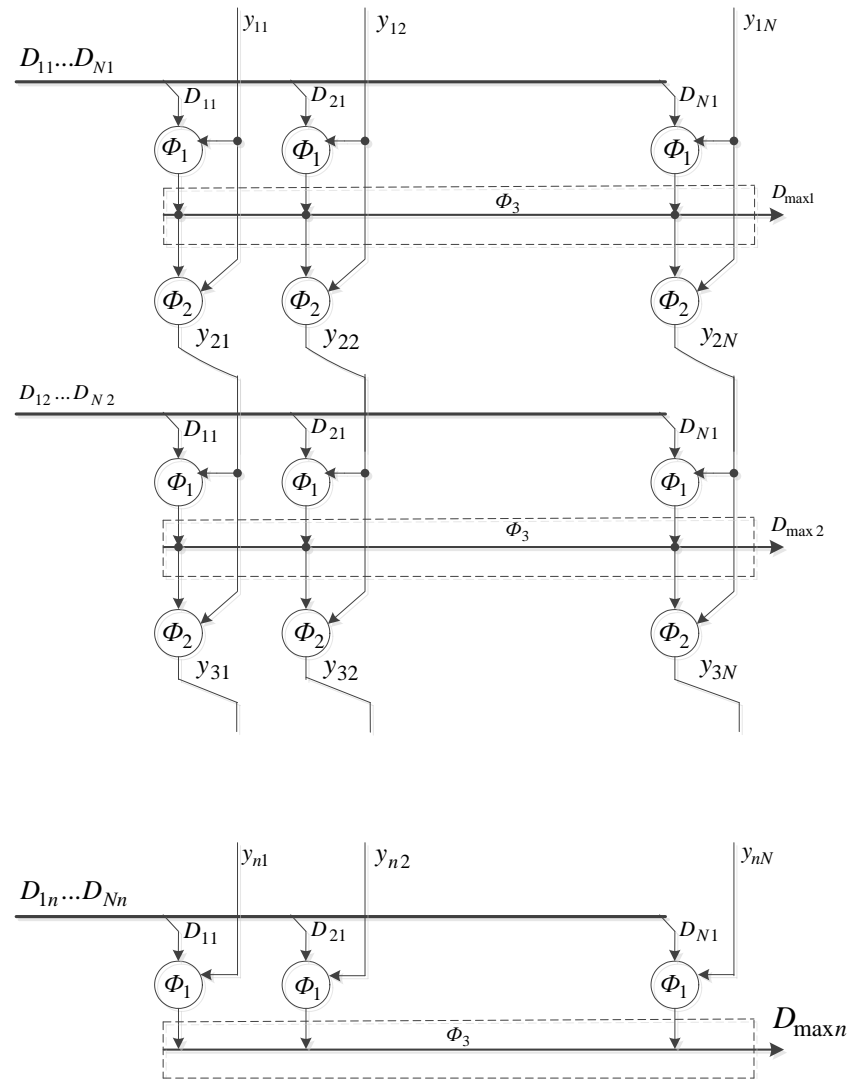 y11 y12 y1N
D11...DN1
D11 D21 DN1
Φ1 Φ1 Φ1
Φ3 Dmax1
Φ2 Φ2 Φ2
y21 y22 y2N
D12...DN2
D11 D21 DN1
Φ1 Φ1 Φ1
Φ3 Dmax2
Φ2 Φ2 Φ2
y31 y32 y3N
yn1 yn2 ynN
D1n...DNn
D11 D21 DN1
Φ1 Φ1 Φ1
Φ3 Dmaxn